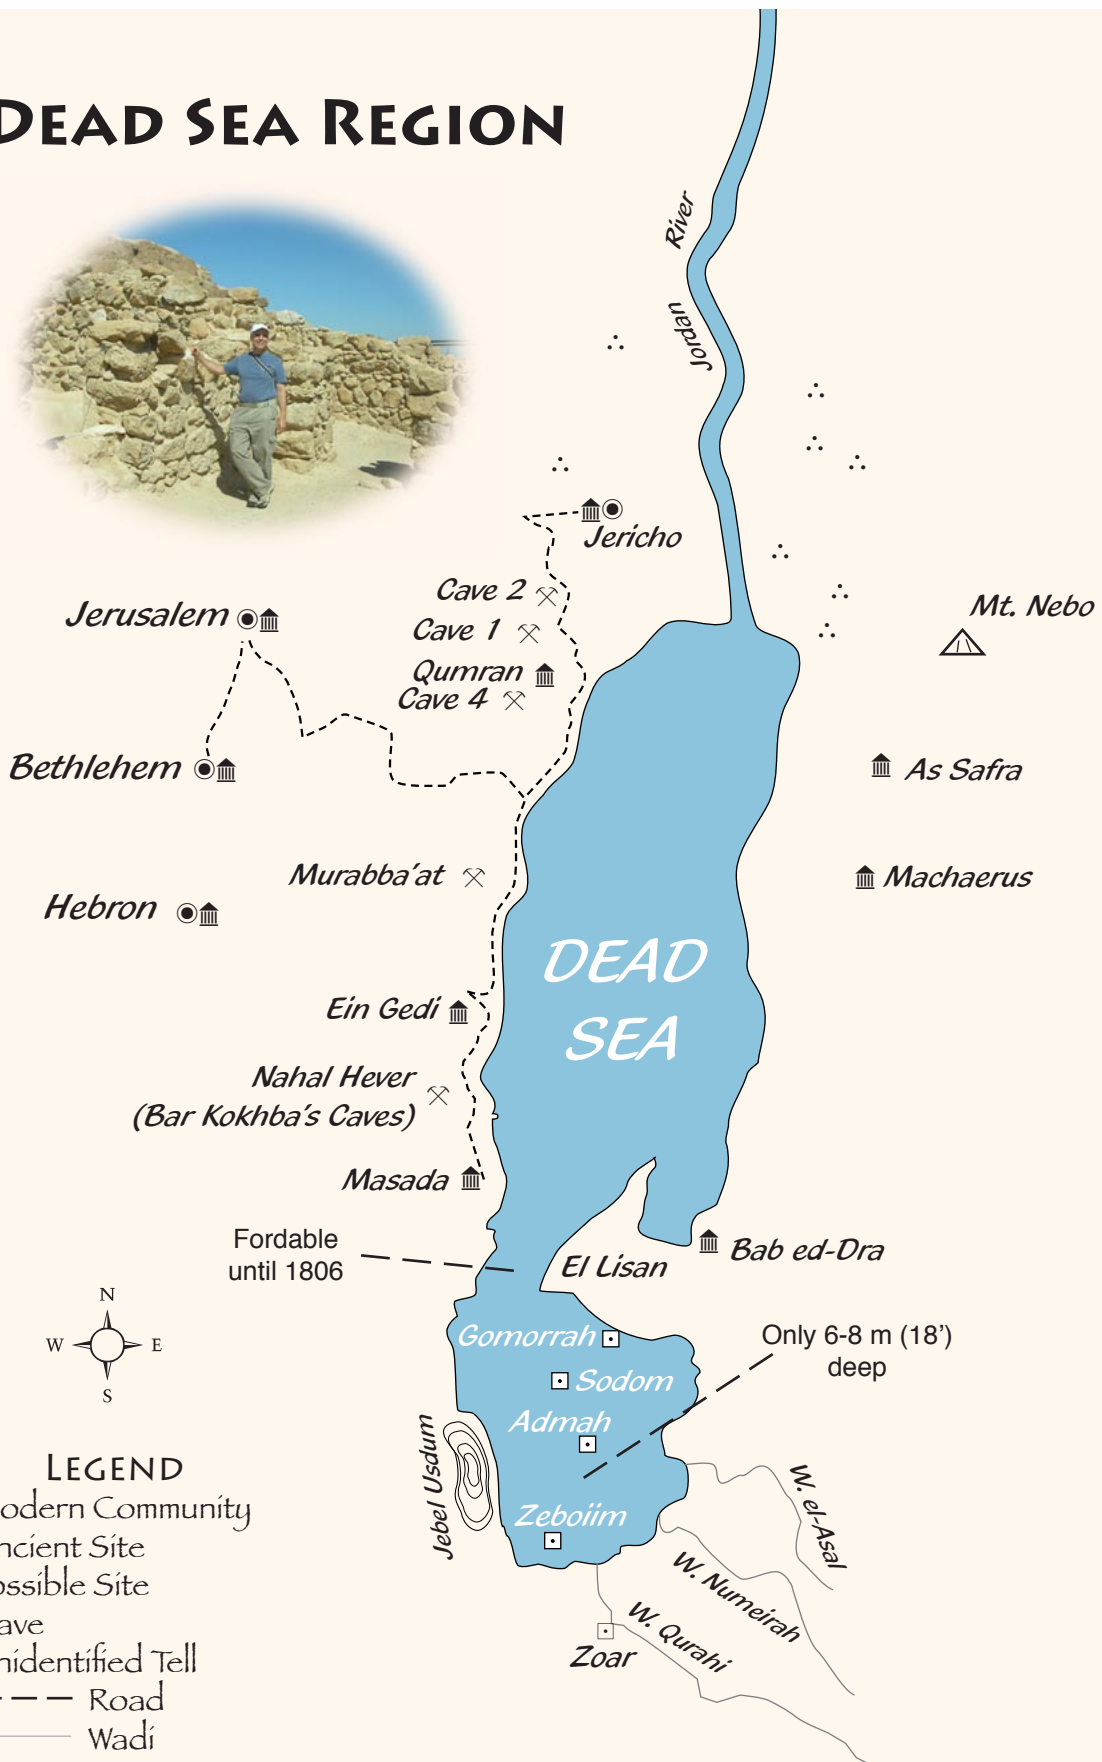 DEAD SEA REGION
River
Jordan
Jericho
Cave 2
Mt. Nebo
Jerusalem
Cave 1
Qumran
Cave 4
Bethlehem
As Safra
Murabba'at
Machaerus
Hebron
DEAD
SEA
Ein Gedi
Nahal Hever
(Bar Kokhba's Caves)
Masada
Fordable
until 1806
El Lisan
Bab ed-Dra
N
W E
S
Gomorrah
Only 6-8 m (18')
deep
Sodom
Admah
Jebel Usdum
Zeboiim
W. el-Asal
W. Numeirah
W. Qurahi
Zoar
LEGEND
odern Community
ncient Site
ossible Site
ave
nidentified Tell
Road
Wadi